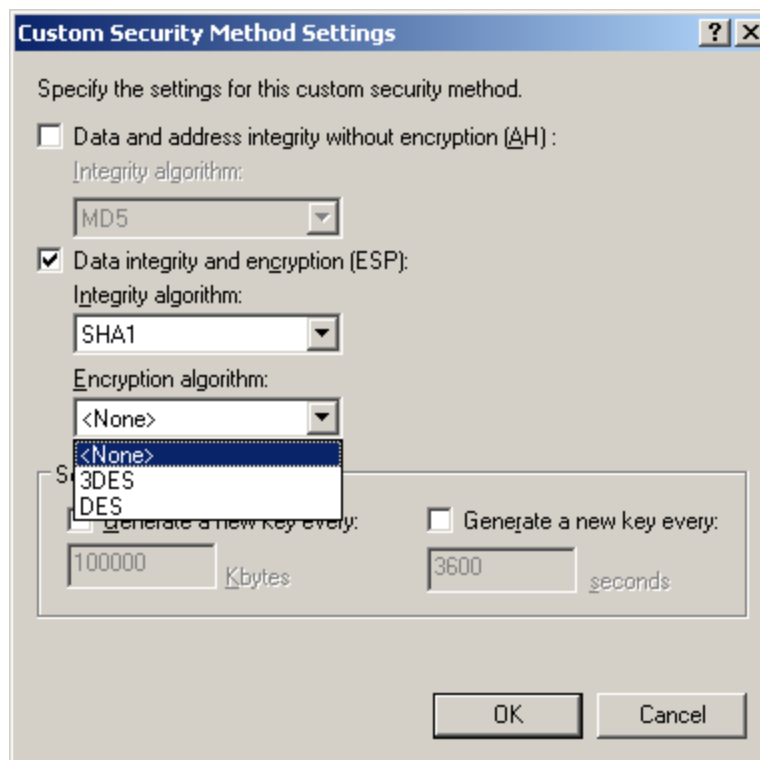 Custom Security Method Settings
Specify the settings for this custom security method.
Data and address integrity without encryption (AH) :
Integrity algorithm:
MD5
Data integrity and encryption (ESP):
Integrity algorithm:
SHA1
Encryption algorithm:
<None>
<None>
3DES
DES
Generate a new key every:
Generate a new key every:
100000 Kbytes
3600 seconds
OK
Cancel